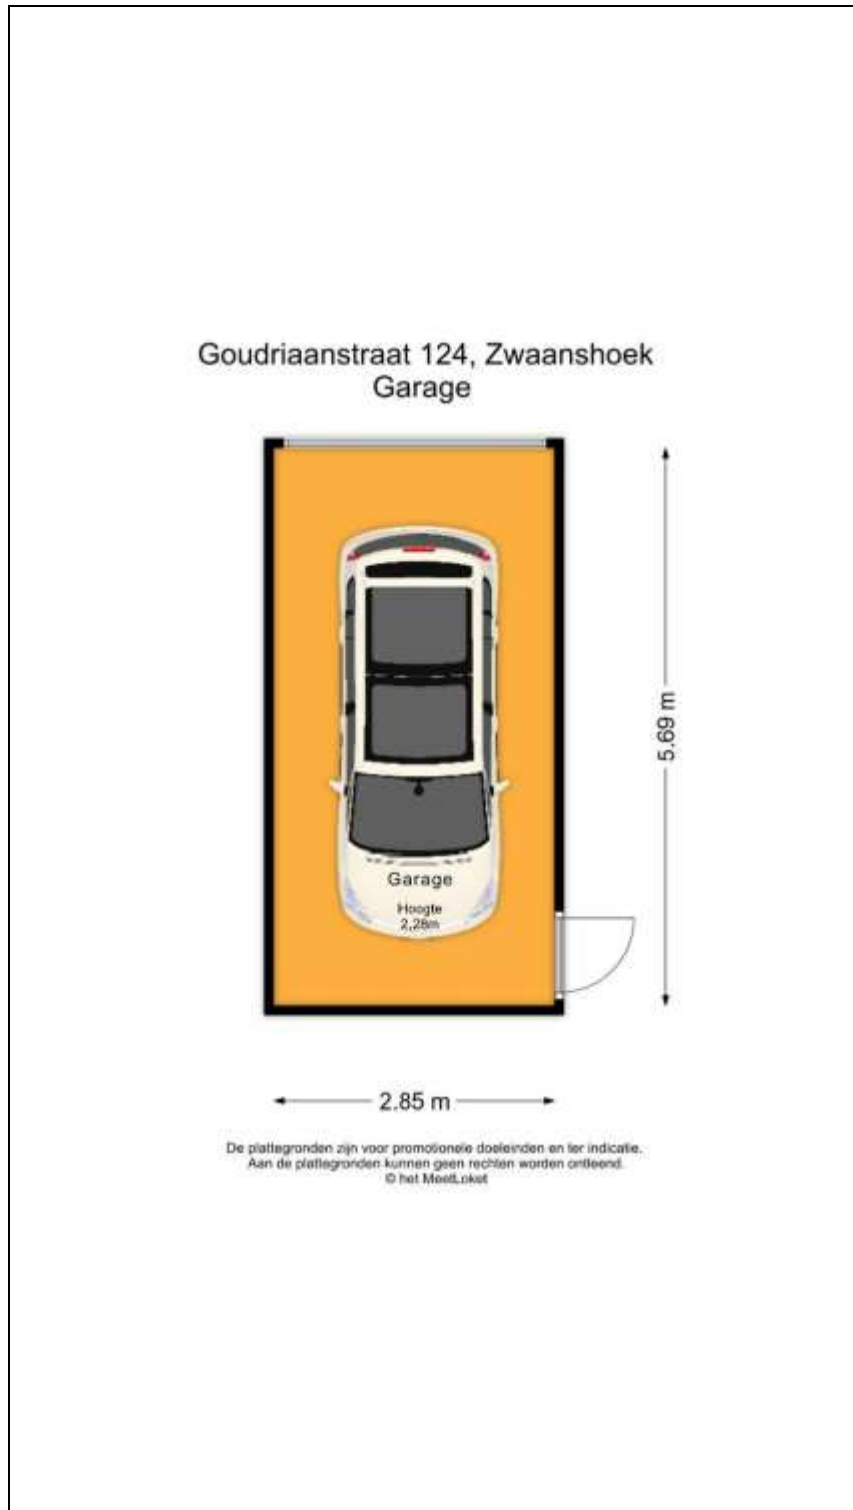 Goudriaanstraat 124, Zwaanshoek
Garage
5.69 m
Garage
Hoogte
2,28m
2.85 m
De plattegronden zijn voor promotionele doeleinden en ter indicatie.
Aan de plattegronden kunnen geen rechten worden ontleend.
© het MeetLoket